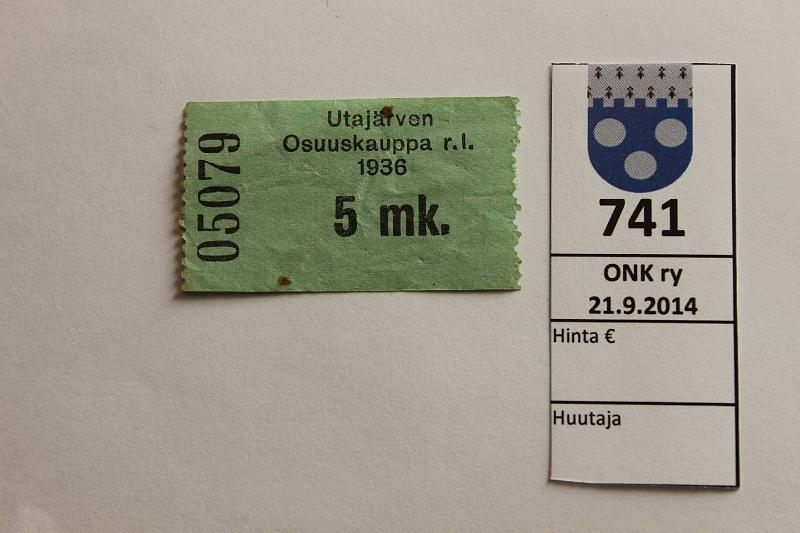 05079
Utajärven
Osuuskauppa r.l.
1936
5 mk.
741
ONK ry
21.9.2014
Hinta €
Huutaja